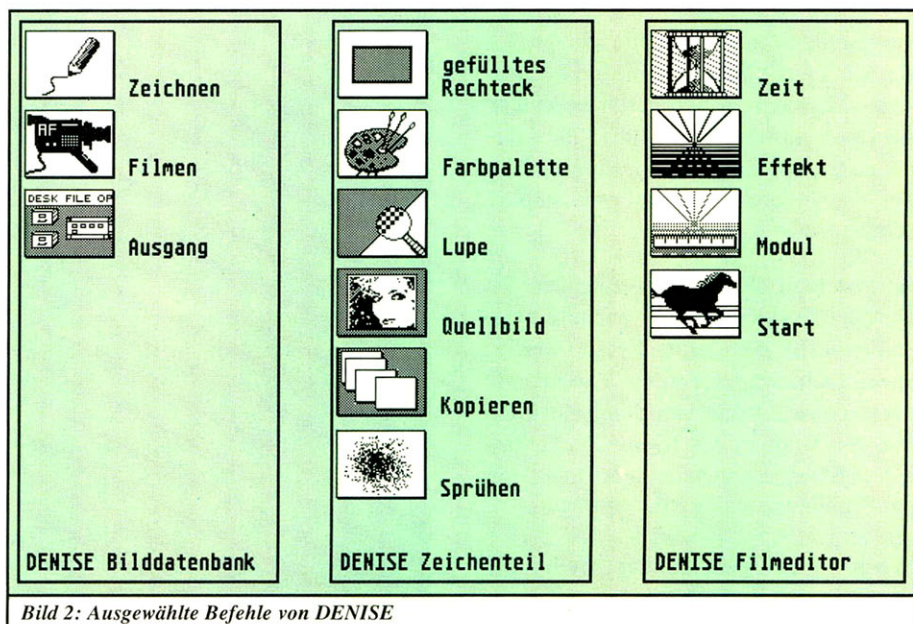 Zeichnen
AF
Filmen
DESK FILE OP
Ausgang
DENISE Bilddatenbank
gefülltes
Rechteck
Farbpalette
Lupe
Quellbild
Kopieren
Sprühen
DENISE Zeichenteil
Zeit
Effekt
Modul
Start
DENISE Filmeditor
Bild 2: Ausgewählte Befehle von DENISE